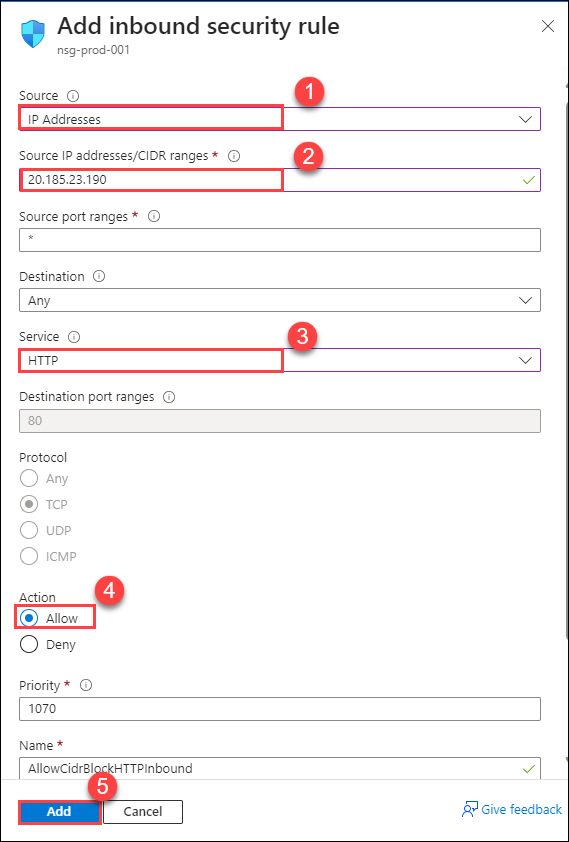 Add inbound security rule
nsg-prod-001
Source
1
IP Addresses
Source IP addresses/CIDR ranges *
2
20.185.23.190
Source port ranges *
*
Destination
Any
Service
3
HTTP
Destination port ranges
80
Protocol
Any
TCP
UDP
ICMP
Action
4
Allow
Deny
Priority *
1070
Name *
AllowCidrBlockHTTPInbound
5
Add Cancel Give feedback